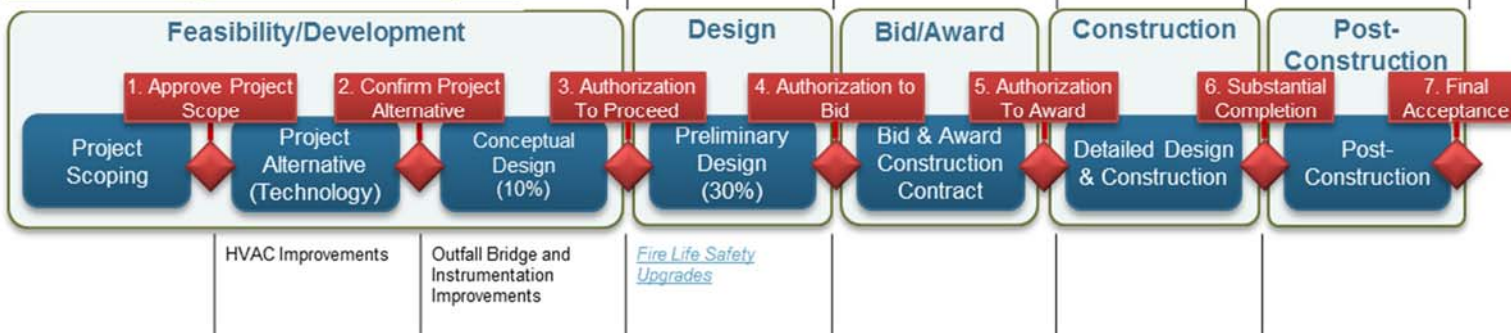 Feasibility/Development
Design
Bid/Award
Construction
Post-
Construction
1. Approve Project
Scope
2. Confirm Project
Alternative
3. Authorization
To Proceed
4. Authorization to
Bid
5. Authorization
To Award
6. Substantial
Completion
7. Final
Acceptance
Project
Scoping
Project
Alternative
(Technology)
Conceptual
Design
(10%)
Preliminary
Design
(30%)
Bid & Award
Construction
Contract
Detailed Design
& Construction
Post-
Construction
HVAC Improvements
Outfall Bridge and
Instrumentation
Improvements
Fire Life Safety
Upgrades